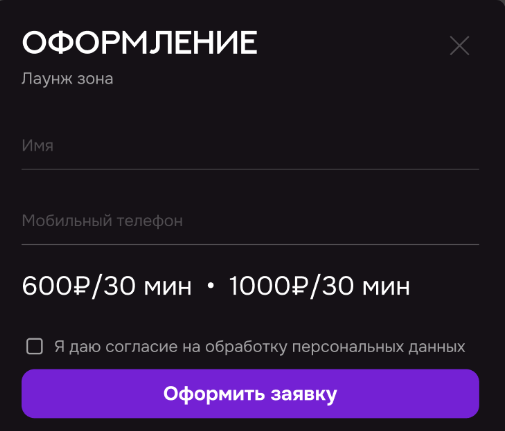 ОФОРМЛЕНИЕ
Лаунж зона
Имя
Мобильный телефон
600₽/30 мин • 1000₽/30 мин
Я даю согласие на обработку персональных данных
Оформить заявку